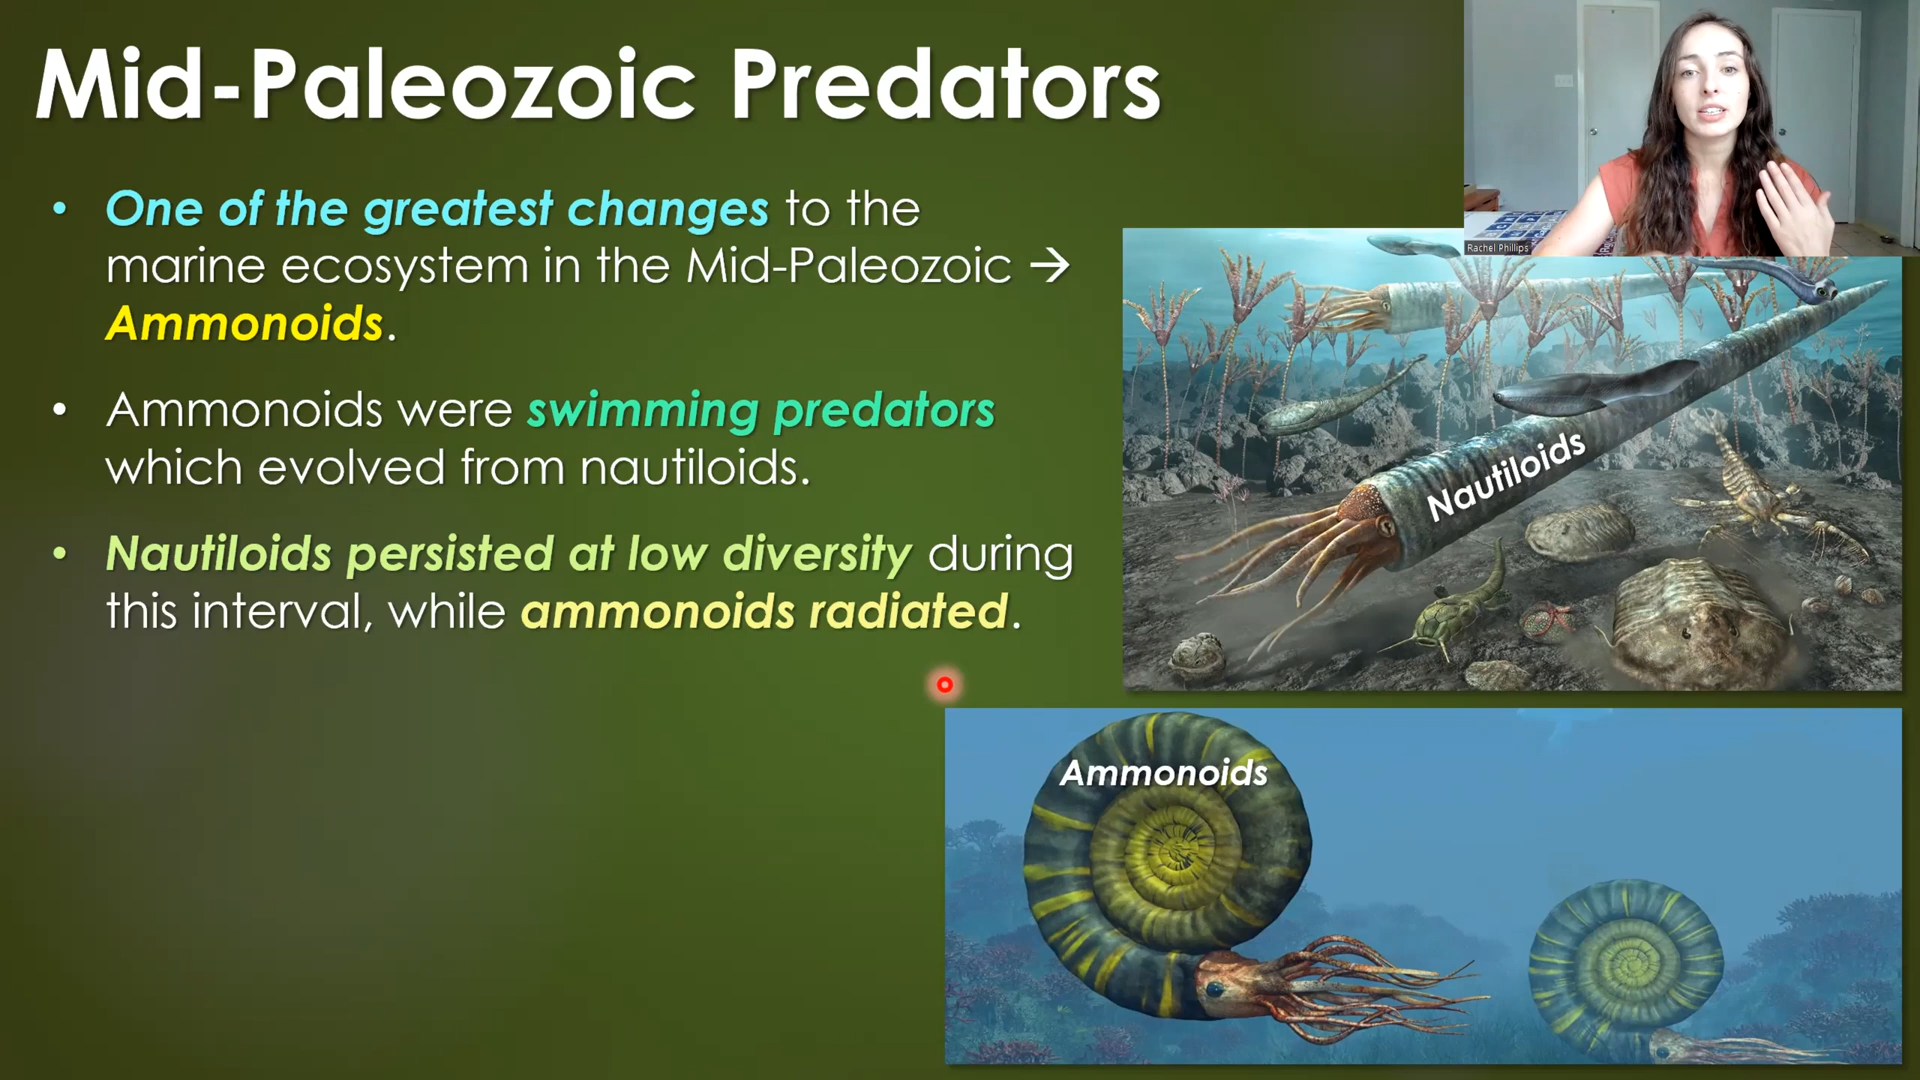 Mid-Paleozoic Predators
Rachel Phillips
• One of the greatest changes to the
marine ecosystem in the Mid-Paleozoic →
Ammonoids.
• Ammonoids were swimming predators
which evolved from nautiloids.
• Nautiloids persisted at low diversity during
this interval, while ammonoids radiated.
Nautiloids
Ammonoids